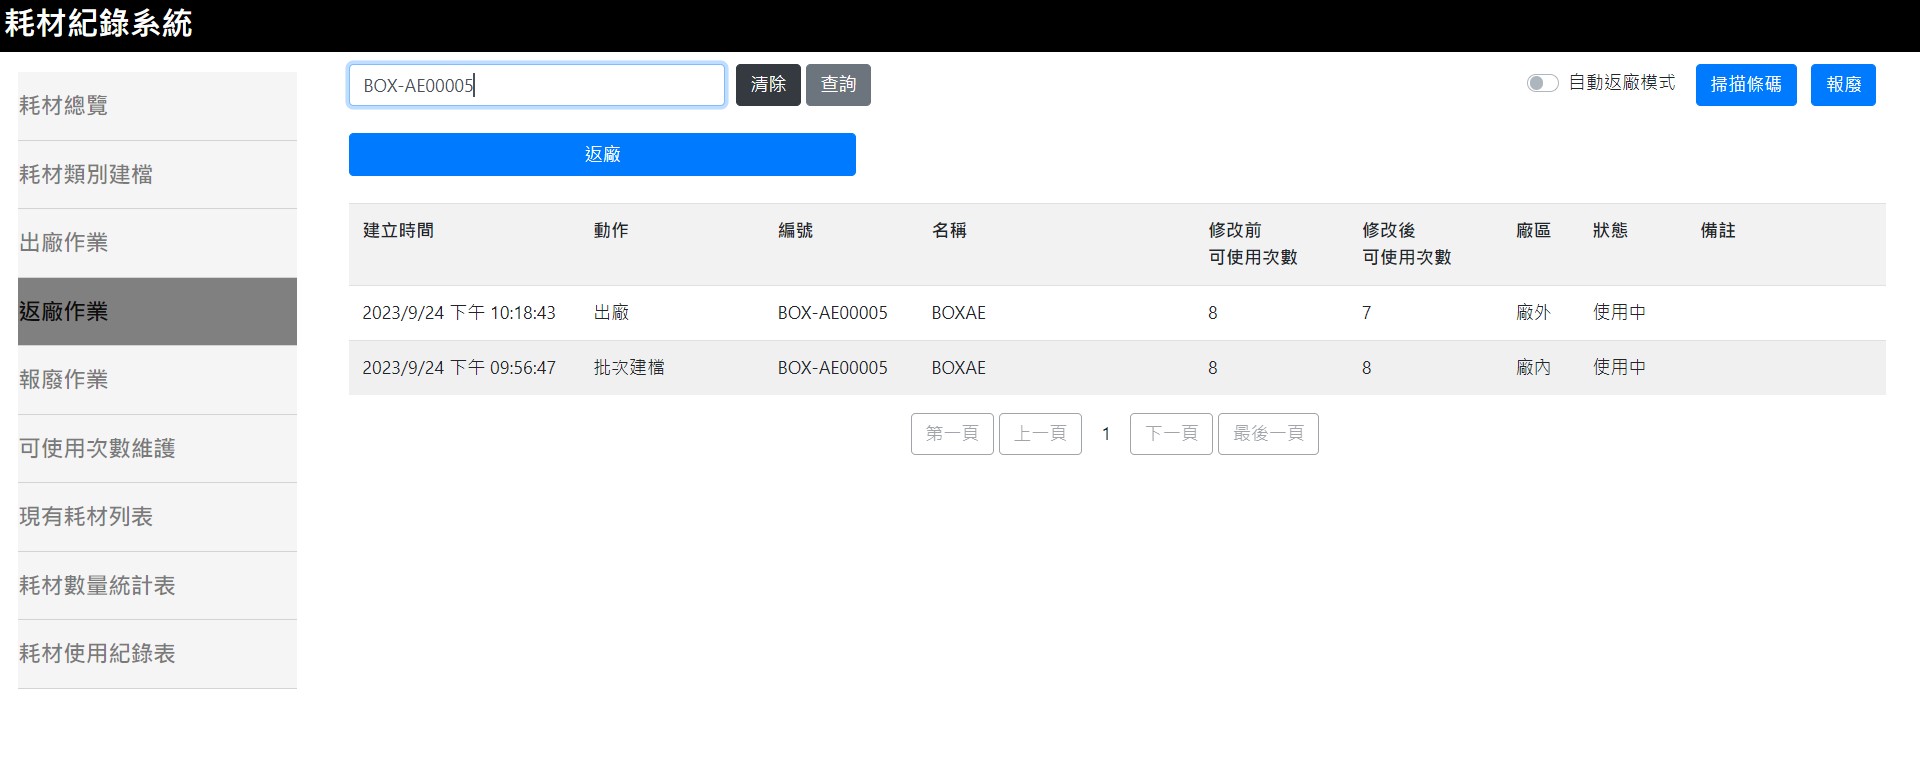 耗材紀錄系統
耗材總覽
耗材類別建檔
出廠作業
返廠作業
報廢作業
可使用次數維護
現有耗材列表
耗材數量統計表
耗材使用紀錄表
BOX-AE00005 清除 查詢 自動返廠模式 掃描條碼 報廢
返廠
建立時間 動作 編號 名稱 修改前 修改後 廠區 狀態 備註
可使用次數 可使用次數
2023/9/24 下午 10:18:43 出廠 BOX-AE00005 BOXAE 8 7 廠外 使用中
2023/9/24 下午 09:56:47 批次建檔 BOX-AE00005 BOXAE 8 8 廠內 使用中
第一頁 上一頁 1 下一頁 最後一頁